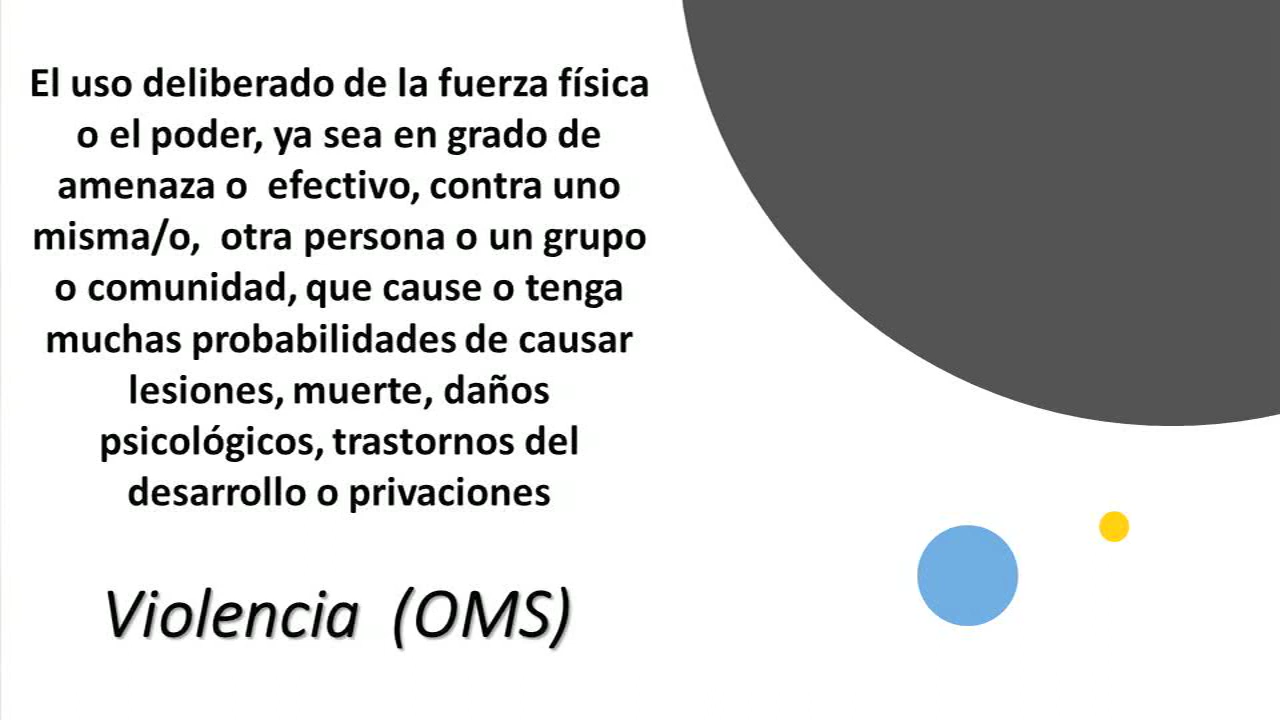 El uso deliberado de la fuerza física
o el poder, ya sea en grado de
amenaza o  efectivo, contra uno
misma/o,  otra persona o un grupo
o comunidad, que cause o tenga
muchas probabilidades de causar
lesiones, muerte, daños
psicológicos, trastornos del
desarrollo o privaciones
Violencia  (OMS)